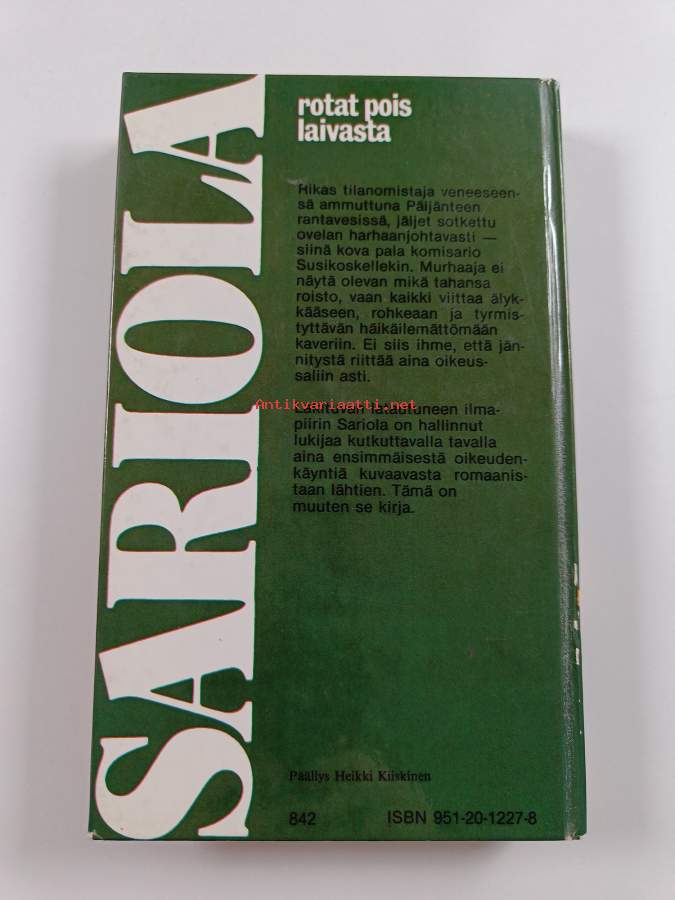 SARIOLA
rotat pois
laivasta
Rikas tilanomistaja veneeseen-
sä ammuttuna Päijänteen
rantavesissä, jäljet sotkettu
ovelan harhaanjohtavasti —
siinä kova pala komisario
Susikoskellekin. Murhaaja ei
näytä olevan mikä tahansa
roisto, vaan kaikki viittaa älyk-
kääseen, rohkeaan ja tyrmis-
tyttävän häikäilemättömään
kaveriin. Ei siis ihme, että jän-
nitystä riittää aina oikeus-
saliin asti.
Antikvariaatti.net
latautuneen ilma-
piirin Sariola on hallinnut
lukijaa kutkuttavalla tavalla
aina ensimmäisestä oikeuden-
käyntiä kuvaavasta romaanis-
taan lähtien. Tämä on
muuten se kirja.
Päällys Heikki Kiiskinen
842 ISBN 951-20-1227-8